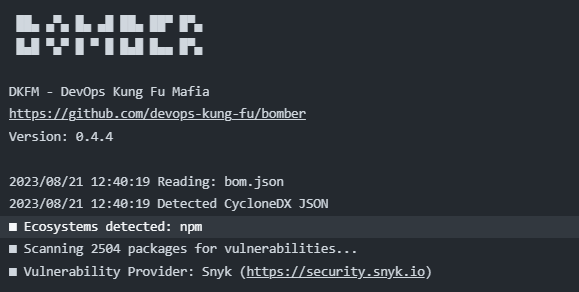 BOMBER
DKFM - DevOps Kung Fu Mafia
https://github.com/devops-kung-fu/bomber
Version: 0.4.4
2023/08/21 12:40:19 Reading: bom.json
2023/08/21 12:40:19 Detected CycloneDX JSON
■ Ecosystems detected: npm
■ Scanning 2504 packages for vulnerabilities...
■ Vulnerability Provider: Snyk (https://security.snyk.io)